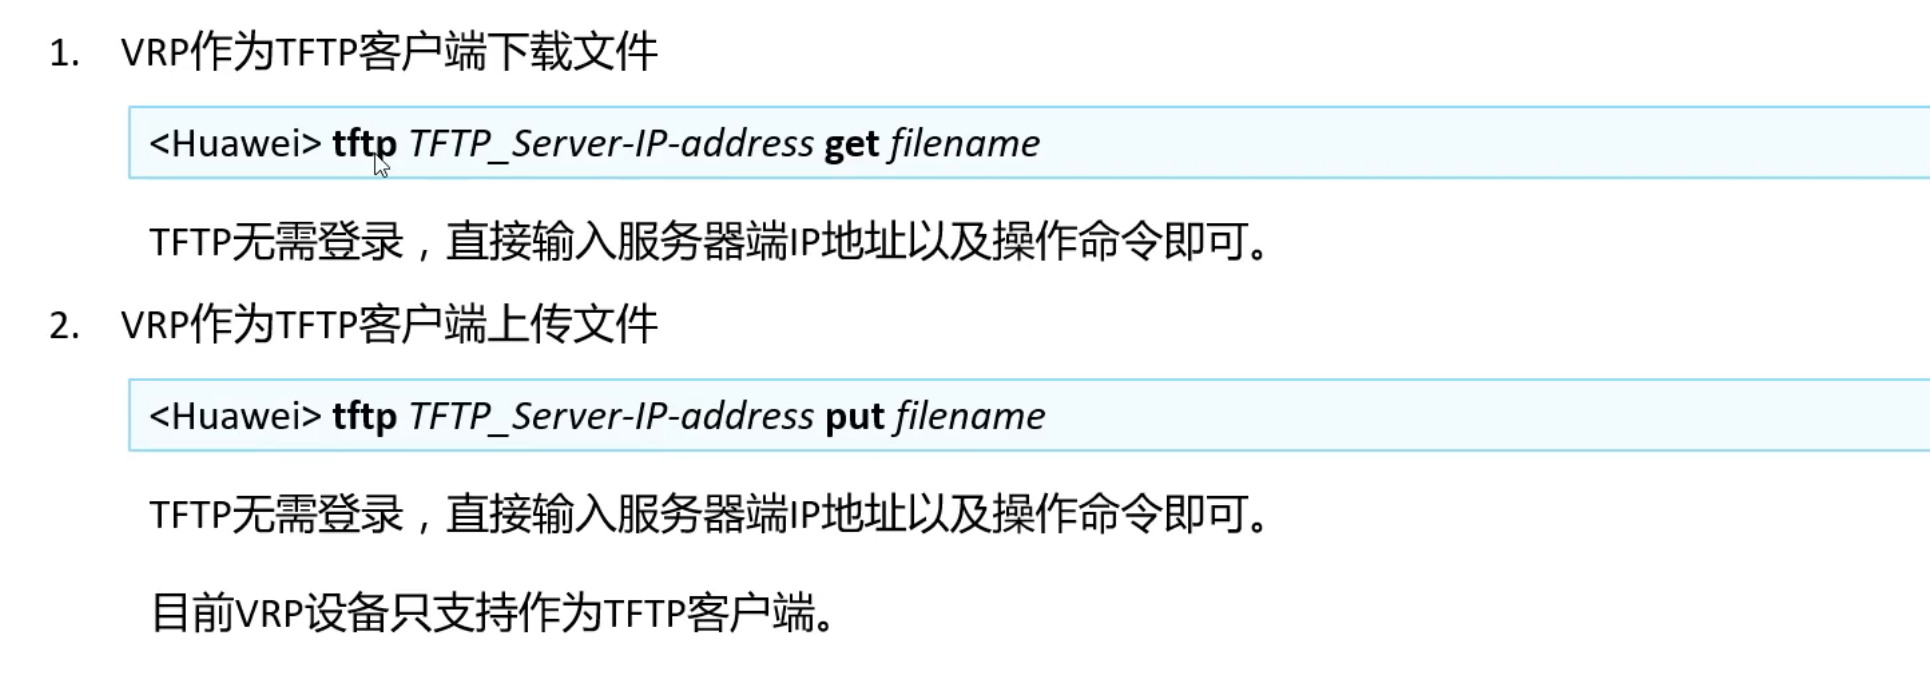 1. VRP作为TFTP客户端下载文件
<Huawei> tftp TFTP_Server-IP-address get filename
TFTP无需登录，直接输入服务器端IP地址以及操作命令即可。
2. VRP作为TFTP客户端上传文件
<Huawei> tftp TFTP_Server-IP-address put filename
TFTP无需登录，直接输入服务器端IP地址以及操作命令即可。
目前VRP设备只支持作为TFTP客户端。